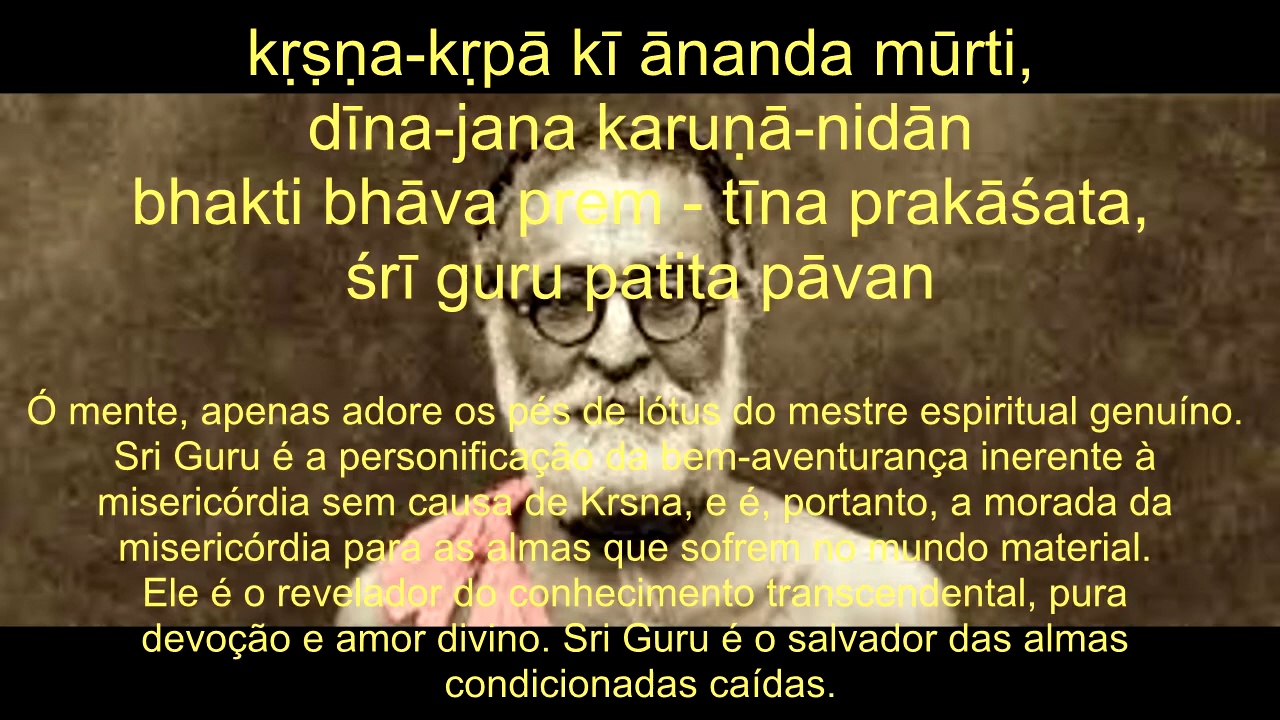 kṛṣṇa-kṛpā kī ānanda mūrti,
dīna-jana karuṇā-nidān
bhakti bhāva prem - tīna prakāśata,
śrī guru patita pāvan
Ó mente, apenas adore os pés de lótus do mestre espiritual genuíno.
Sri Guru é a personificação da bem-aventurança inerente à
misericórdia sem causa de Krsna, e é, portanto, a morada da
misericórdia para as almas que sofrem no mundo material.
Ele é o revelador do conhecimento transcendental, pura
devoção e amor divino. Sri Guru é o salvador das almas
condicionadas caídas.